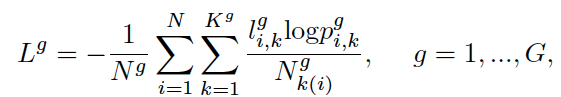 L^g = -\frac{1}{N^g} \sum_{i=1}^{N} \sum_{k=1}^{K^g} \frac{l_{i,k}^g \log p_{i,k}^g}{N_{k(i)}^g}, \quad g = 1, ..., G,